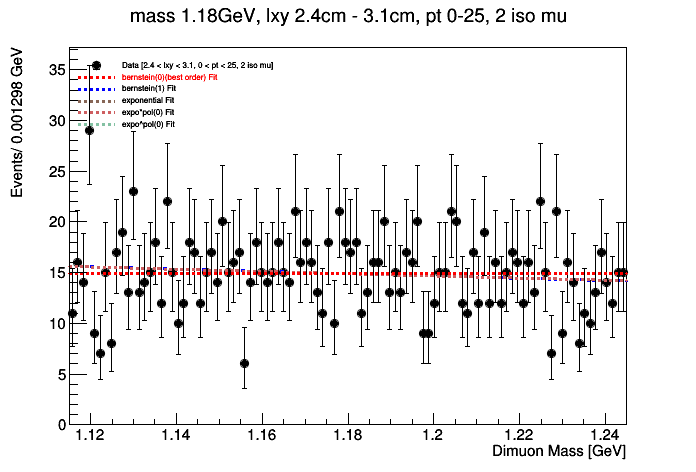 mass 1.18GeV, lxy 2.4cm - 3.1cm, pt 0-25, 2 iso mu
Events/ 0.001298 GeV
35
30
25
20
15
10
5
0
Data [2.4 < lxy < 3.1, 0 < pt < 25, 2 iso mu]
bernstein(0)(best order) Fit
bernstein(1) Fit
exponential Fit
expo*pol(0) Fit
expo^pol(0) Fit
1.12 1.14 1.16 1.18 1.2 1.22 1.24
Dimuon Mass [GeV]